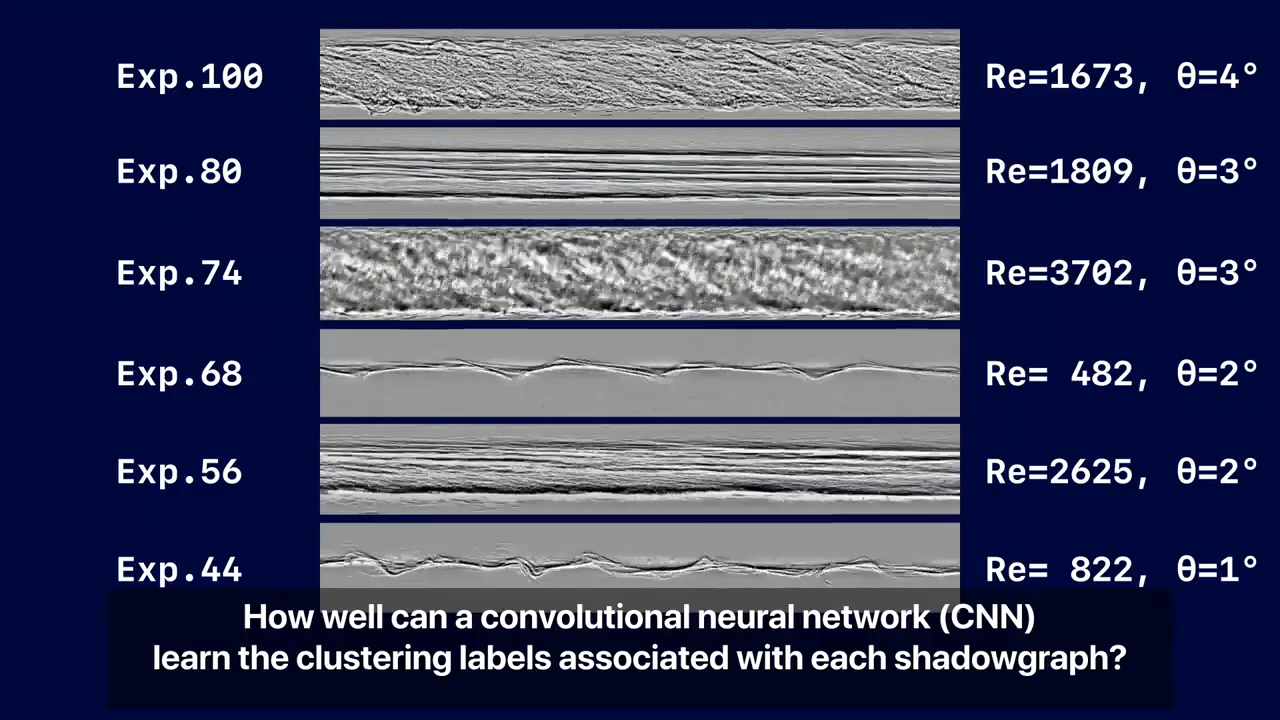 Exp.100 Re=1673, θ=4°
Exp.80 Re=1809, θ=3°
Exp.74 Re=3702, θ=3°
Exp.68 Re= 482, θ=2°
Exp.56 Re=2625, θ=2°
Exp.44 Re= 822, θ=1°
How well can a convolutional neural network (CNN)
learn the clustering labels associated with each shadowgraph?